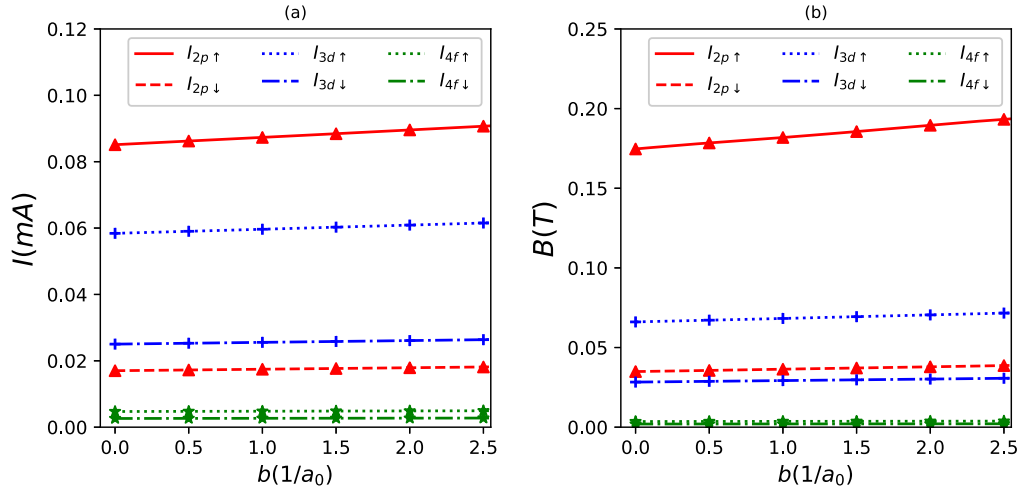 (a)
I(mA)
0.12
0.10
0.08
0.06
0.04
0.02
0.00
I₂ₚ↑ I₃d↑ I₄f↑
I₂ₚ↓ I₃d↓ I₄f↓
0.0 0.5 1.0 1.5 2.0 2.5
b(1/a₀)
(b)
B(T)
0.25
0.20
0.15
0.10
0.05
0.00
I₂ₚ↑ I₃d↑ I₄f↑
I₂ₚ↓ I₃d↓ I₄f↓
0.0 0.5 1.0 1.5 2.0 2.5
b(1/a₀)